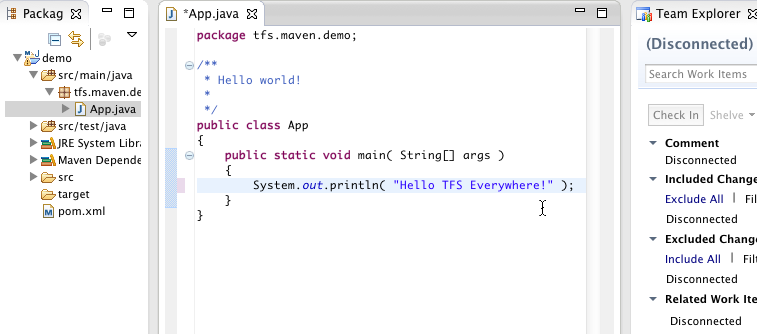 Packag
demo
src/main/java
tfs.maven.de
App.java
src/test/java
JRE System Libra
Maven Depende
src
target
pom.xml
*App.java
package tfs.maven.demo;
/**
* Hello world!
*
*/
public class App
{
public static void main( String[] args )
{
System.out.println( "Hello TFS Everywhere!" );
}
}
Team Explorer
(Disconnected)
Search Work Items
Check In
Shelve
Comment
Disconnected
Included Change
Exclude All | Fil
Disconnected
Excluded Chang
Include All | Filt
Disconnected
Related Work Ite
Disconnected